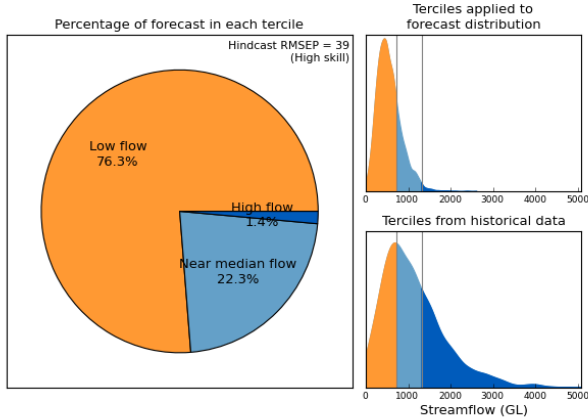 Percentage of forecast in each tercile
Hindcast RMSEP = 39
(High skill)
Low flow
76.3%
High flow
1.4%
Near median flow
22.3%
Terciles applied to
forecast distribution
0 1000 2000 3000 4000 5000
Terciles from historical data
0 1000 2000 3000 4000 5000
Streamflow (GL)